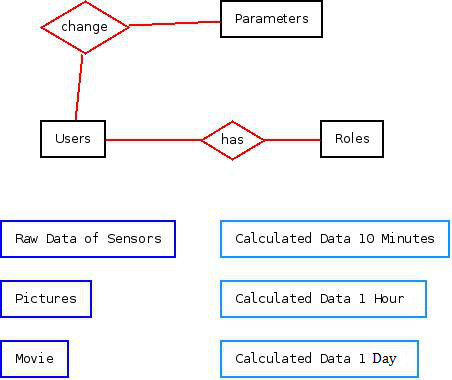 change
Parameters
Users
has
Roles
Raw Data of Sensors
Calculated Data 10 Minutes
Pictures
Calculated Data 1 Hour
Movie
Calculated Data 1 Day